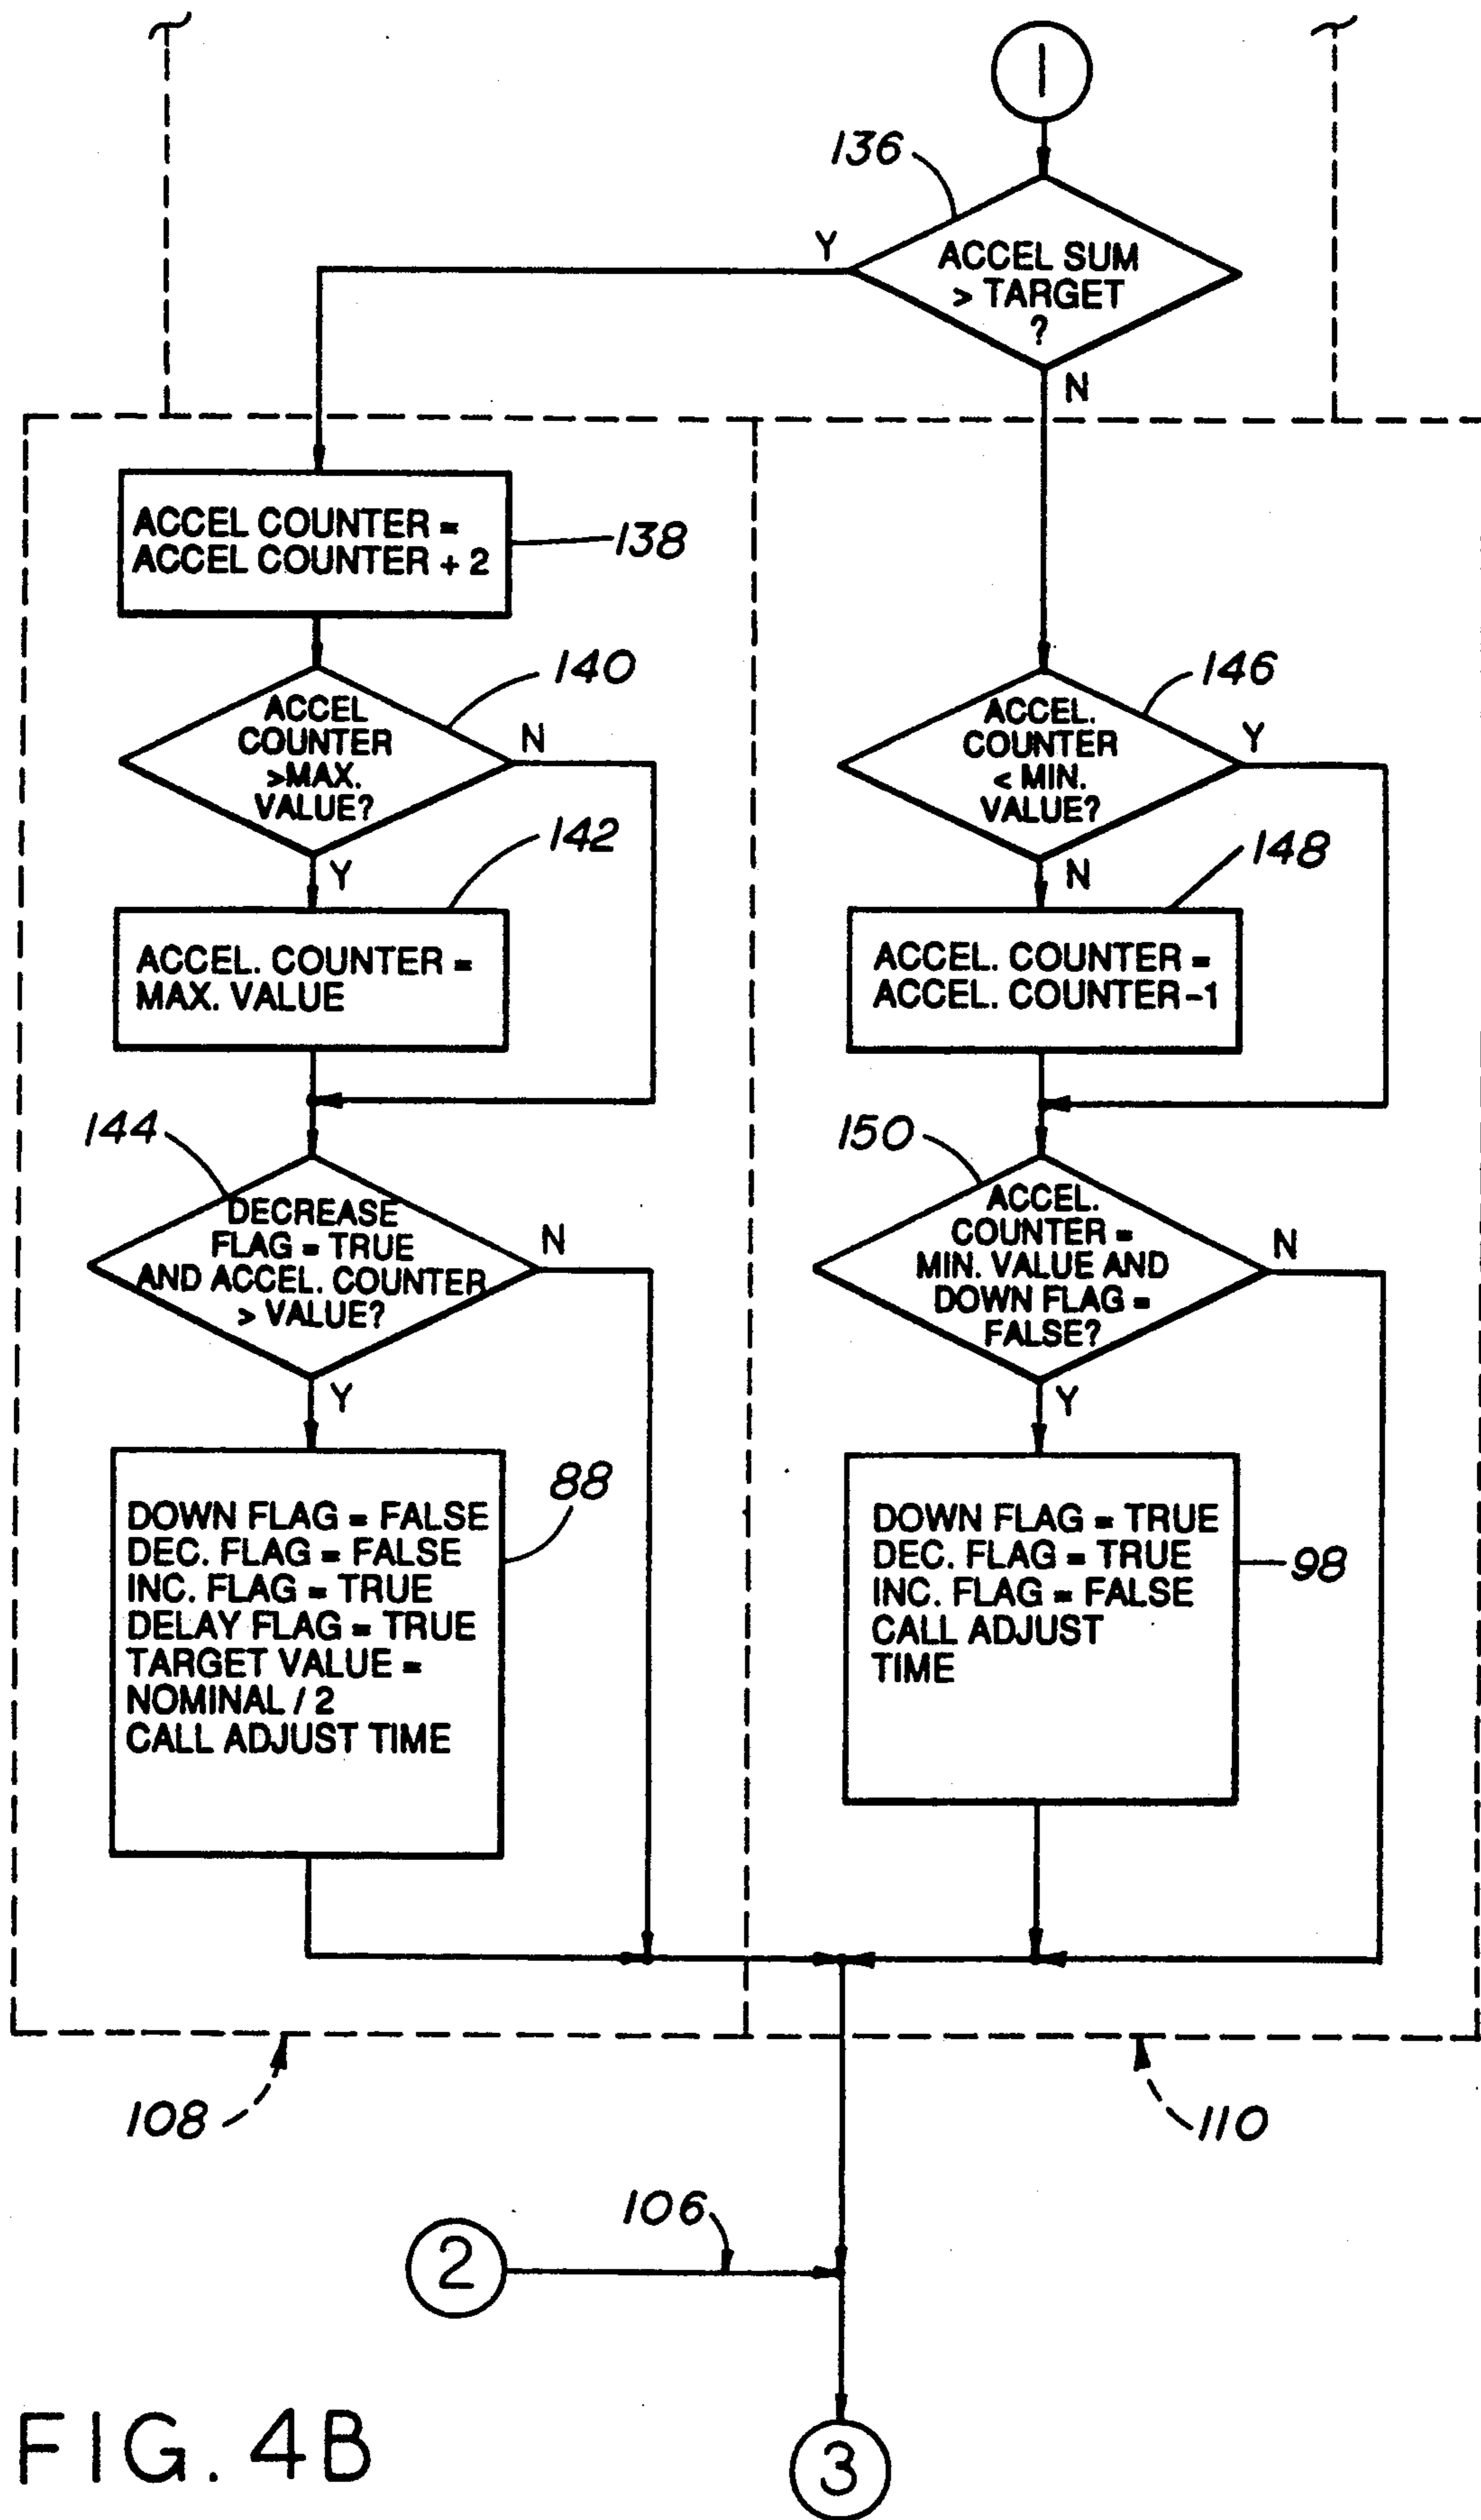 1
136
Y
ACCEL SUM
> TARGET
?
N
ACCEL COUNTER =
ACCEL COUNTER + 2
138
140
ACCEL
COUNTER
>MAX.
VALUE?
N
Y
142
ACCEL. COUNTER =
MAX. VALUE
144
DECREASE
FLAG = TRUE
AND ACCEL. COUNTER
> VALUE?
N
Y
88
DOWN FLAG = FALSE
DEC. FLAG = FALSE
INC. FLAG = TRUE
DELAY FLAG = TRUE
TARGET VALUE =
NOMINAL / 2
CALL ADJUST TIME
146
ACCEL.
COUNTER
< MIN.
VALUE?
Y
N
148
ACCEL. COUNTER =
ACCEL. COUNTER -1
150
ACCEL.
COUNTER =
MIN. VALUE AND
DOWN FLAG =
FALSE?
N
Y
98
DOWN FLAG = TRUE
DEC. FLAG = TRUE
INC. FLAG = FALSE
CALL ADJUST
TIME
108
110
106
2
3
FIG. 4B